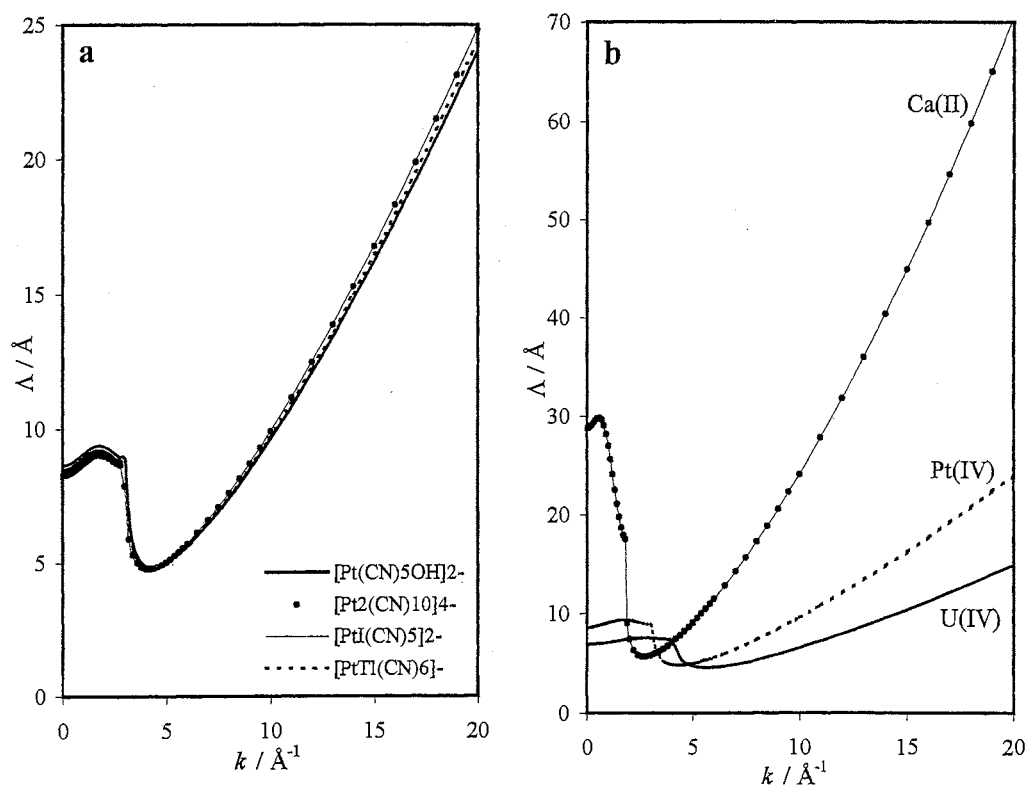 a
25
20
15
10
5
0
Λ / Å
0 5 10 15 20
k / Å-1
[Pt(CN)5OH]2-
[Pt2(CN)10]4-
[PtI(CN)5]2-
[PtTl(CN)6]-
b
70
60
50
40
30
20
10
0
Λ / Å
0 5 10 15 20
k / Å-1
Ca(II)
Pt(IV)
U(IV)